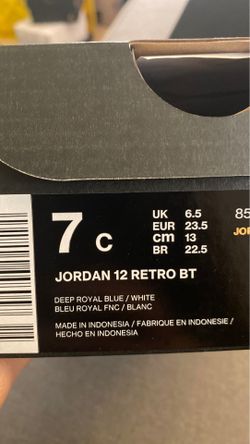 7 C
UK 6.5
EUR 23.5
cm 13
BR 22.5
JORDAN 12 RETRO BT
DEEP ROYAL BLUE / WHITE
BLEU ROYAL FNC / BLANC
MADE IN INDONESIA / FABRIQUE EN INDONESIE /
HECHO EN INDONESIA